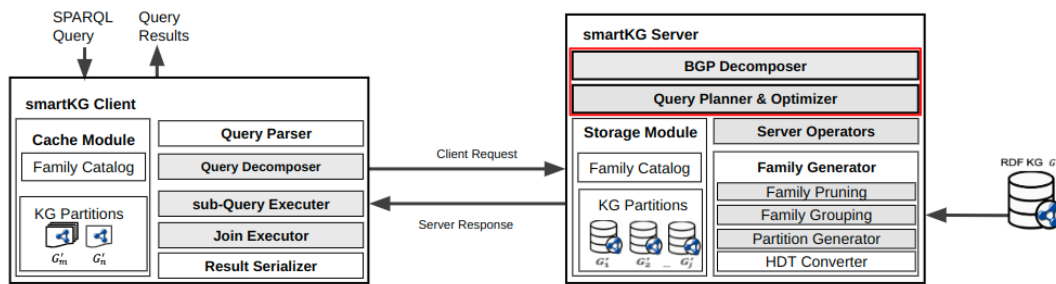 SPARQL
Query
Query
Results
smartKG Client
Cache Module
Family Catalog
KG Partitions
G'm G'n
Query Parser
Query Decomposer
sub-Query Executer
Join Executor
Result Serializer
Client Request
Server Response
smartKG Server
BGP Decomposer
Query Planner & Optimizer
Storage Module
Family Catalog
KG Partitions
G'1 G'2 _ G'j
Server Operators
Family Generator
Family Pruning
Family Grouping
Partition Generator
HDT Converter
RDF KG G